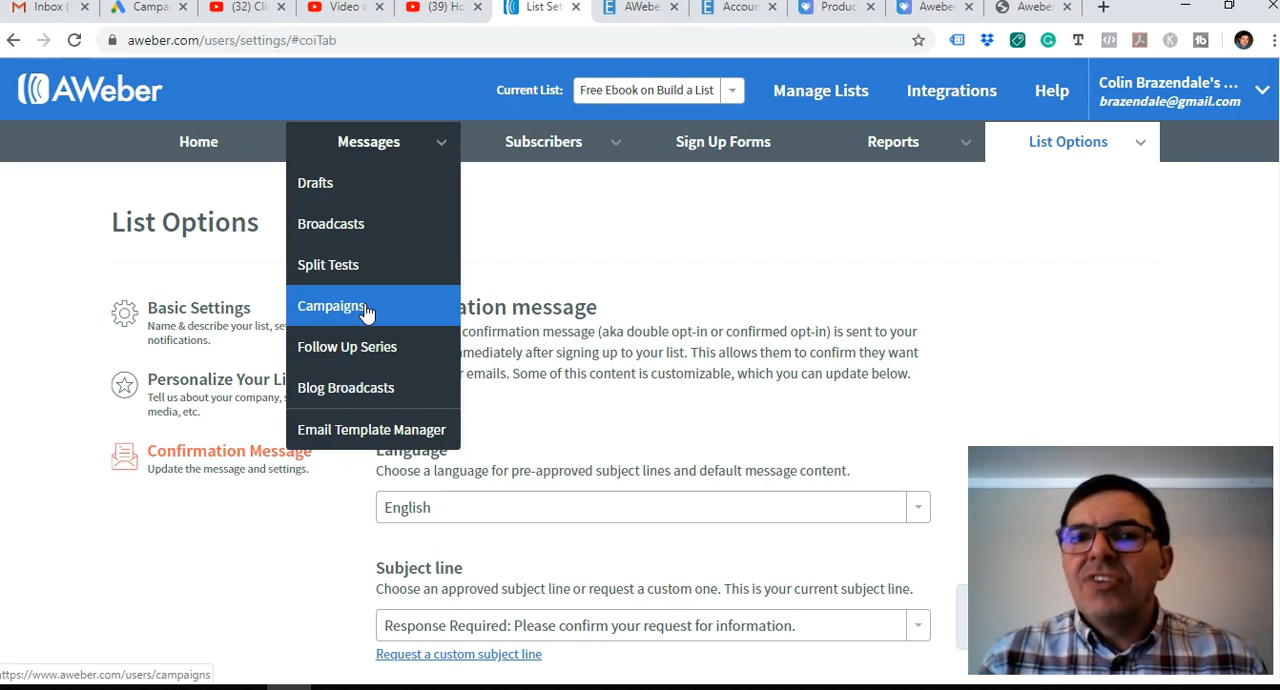 Inbox (
Campa
(32) Cli
Video c
(39) Ho
List Set
AWebe
Accou
Produc
Aweber
Aweber
aweber.com/users/settings/#coiTab
AWeber
Current List:
Free Ebook on Build a List
Manage Lists
Integrations
Help
Colin Brazendale's ...
brazendale@gmail.com
Home
Messages
Subscribers
Sign Up Forms
Reports
List Options
Drafts
Broadcasts
Split Tests
Campaigns
Follow Up Series
Blog Broadcasts
Email Template Manager
List Options
Basic Settings
Name & describe your list, se
notifications.
Personalize Your Li
Tell us about your company, s
media, etc.
Confirmation Message
Update the message and settings.
ation message
confirmation message (aka double opt-in or confirmed opt-in) is sent to your
mmediately after signing up to your list. This allows them to confirm they want
r emails. Some of this content is customizable, which you can update below.
Language
Choose a language for pre-approved subject lines and default message content.
English
Subject line
Choose an approved subject line or request a custom one. This is your current subject line.
Response Required: Please confirm your request for information.
Request a custom subject line
ttps://www.aweber.com/users/campaigns